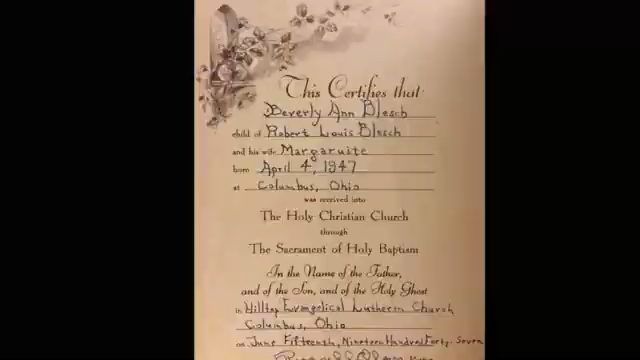 This Certifies that
Beverly Ann Blesch
child of Robert Louis Blesch
and his wife Margaruite
born April 4, 1947
at Columbus, Ohio
was received into
The Holy Christian Church
through
The Sacrament of Holy Baptism
In the Name of the Father,
and of the Son, and of the Holy Ghost
in Hilltop Evangelical Lutheran Church
Columbus, Ohio
on June Fifteenth, Nineteen Hundred Forty-Seven